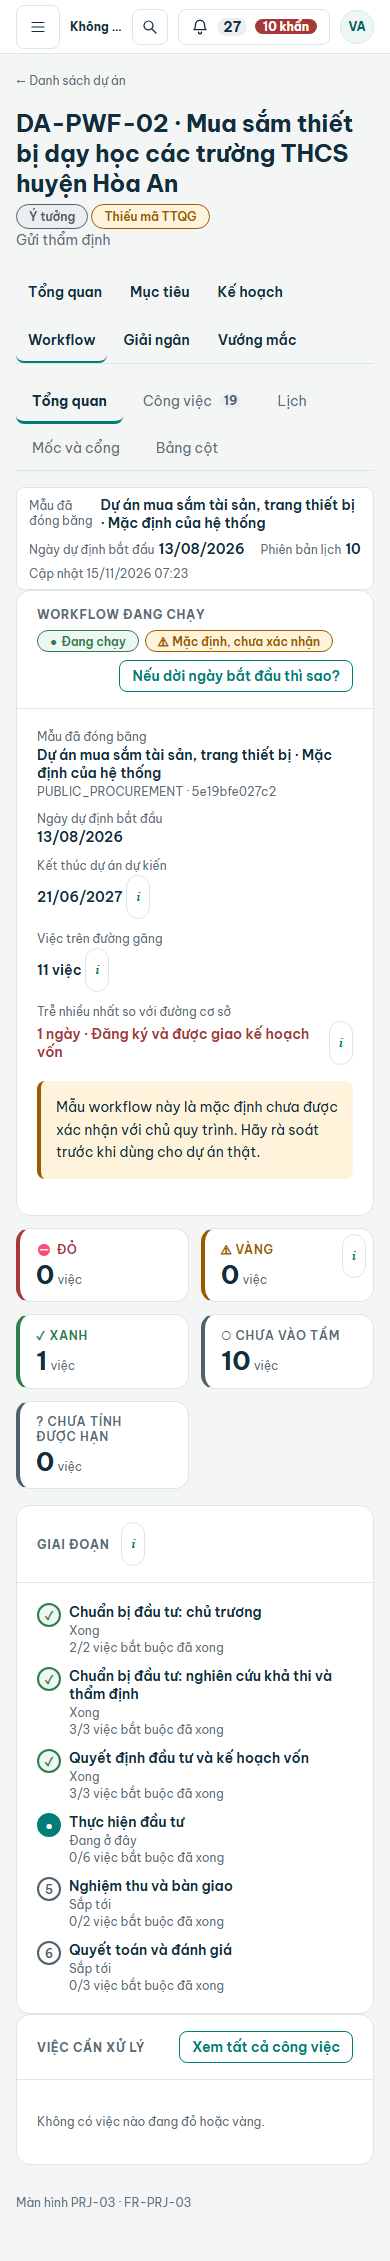 Không ...
27
10 khẩn
VA
← Danh sách dự án
DA-PWF-02 · Mua sắm thiết
bị dạy học các trường THCS
huyện Hòa An
Ý tưởng
Thiếu mã TTQG
Gửi thẩm định
Tổng quan Mục tiêu Kế hoạch
Workflow Giải ngân Vướng mắc
Tổng quan Công việc 19 Lịch
Mốc và cổng Bảng cột
Mẫu đã
đóng băng
Dự án mua sắm tài sản, trang thiết bị
· Mặc định của hệ thống
Ngày dự định bắt đầu 13/08/2026 Phiên bản lịch 10
Cập nhật 15/11/2026 07:23
WORKFLOW ĐANG CHẠY
● Đang chạy ⚠ Mặc định, chưa xác nhận
Nếu dời ngày bắt đầu thì sao?
Mẫu đã đóng băng
Dự án mua sắm tài sản, trang thiết bị · Mặc
định của hệ thống
PUBLIC_PROCUREMENT · 5e19bfe027c2
Ngày dự định bắt đầu
13/08/2026
Kết thúc dự án dự kiến
21/06/2027 i
Việc trên đường găng
11 việc i
Trễ nhiều nhất so với đường cơ sở
1 ngày · Đăng ký và được giao kế hoạch
vốn
i
Mẫu workflow này là mặc định chưa được
xác nhận với chủ quy trình. Hãy rà soát
trước khi dùng cho dự án thật.
⛔ ĐỎ
0 việc
⚠ VÀNG
0 việc
i
✓ XANH
1 việc
○ CHƯA VÀO TẦM
10 việc
? CHƯA TÍNH
ĐƯỢC HẠN
0 việc
GIAI ĐOẠN i
✓ Chuẩn bị đầu tư: chủ trương
Xong
2/2 việc bắt buộc đã xong
✓ Chuẩn bị đầu tư: nghiên cứu khả thi và
thẩm định
Xong
3/3 việc bắt buộc đã xong
✓ Quyết định đầu tư và kế hoạch vốn
Xong
3/3 việc bắt buộc đã xong
● Thực hiện đầu tư
Đang ở đây
0/6 việc bắt buộc đã xong
5 Nghiệm thu và bàn giao
Sắp tới
0/2 việc bắt buộc đã xong
6 Quyết toán và đánh giá
Sắp tới
0/3 việc bắt buộc đã xong
VIỆC CẦN XỬ LÝ
Xem tất cả công việc
Không có việc nào đang đỏ hoặc vàng.
Màn hình PRJ-03 · FR-PRJ-03